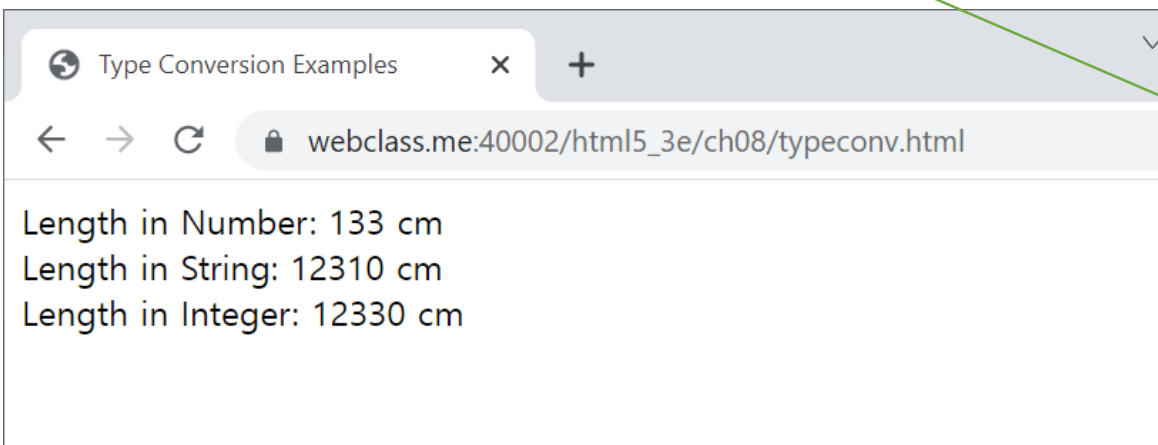 Type Conversion Examples
webclass.me:40002/html5_3e/ch08/typeconv.html
Length in Number: 133 cm
Length in String: 12310 cm
Length in Integer: 12330 cm